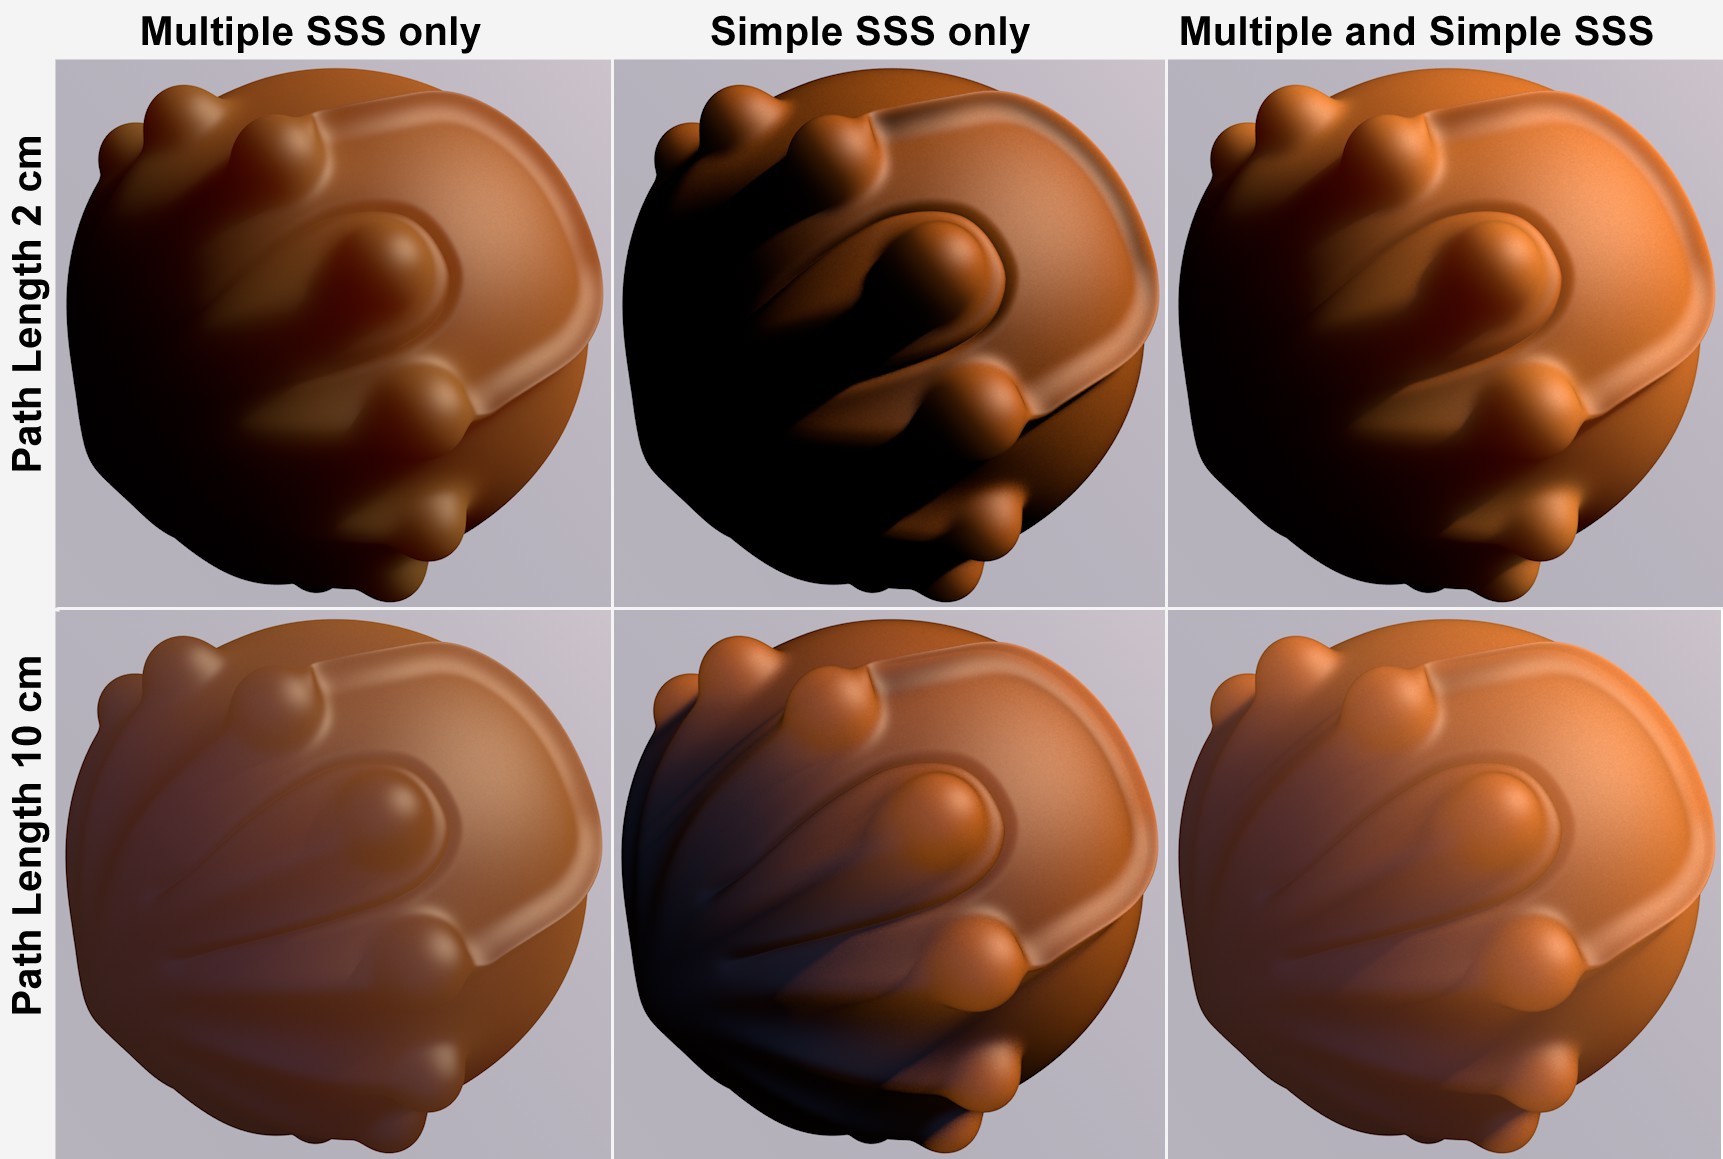 Multiple SSS only
Simple SSS only
Multiple and Simple SSS
Path Length 2 cm
Path Length 10 cm